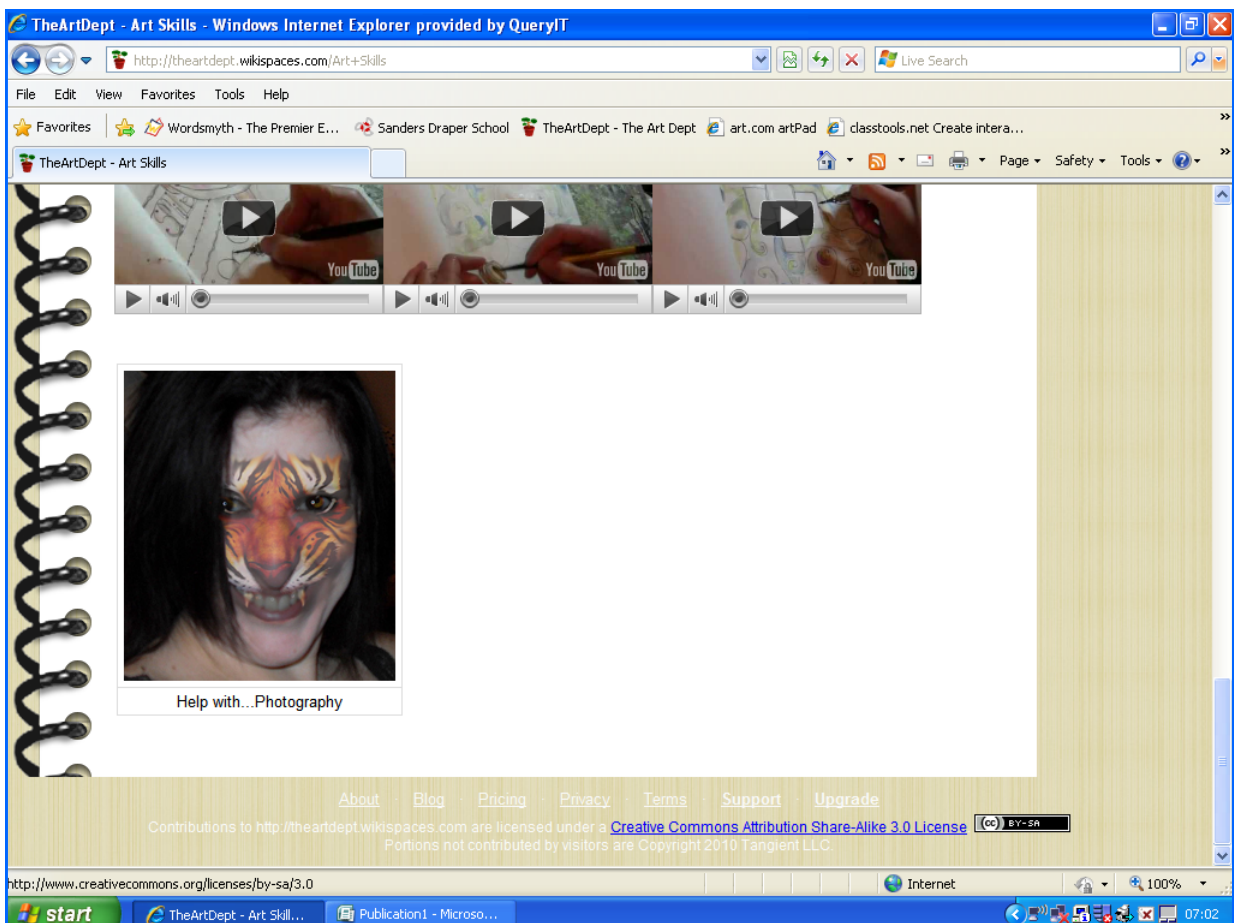 TheArtDept - Art Skills - Windows Internet Explorer provided by QueryIT
http://theartdept.wikispaces.com/Art+Skills
Live Search
File Edit View Favorites Tools Help
Favorites Wordsmyth - The Premier E... Sanders Draper School TheArtDept - The Art Dept art.com artPad classtools.net Create intera...
TheArtDept - Art Skills
Page Safety Tools
YouTube YouTube YouTube
Help with...Photography
About · Blog · Pricing · Privacy · Terms · Support · Upgrade
Contributions to http://theartdept.wikispaces.com are licensed under a Creative Commons Attribution Share-Alike 3.0 License (cc) BY-SA
Portions not contributed by visitors are Copyright 2010 Tangient LLC.
http://www.creativecommons.org/licenses/by-sa/3.0 Internet 100%
start TheArtDept - Art Skill... Publication1 - Microso... 07:02